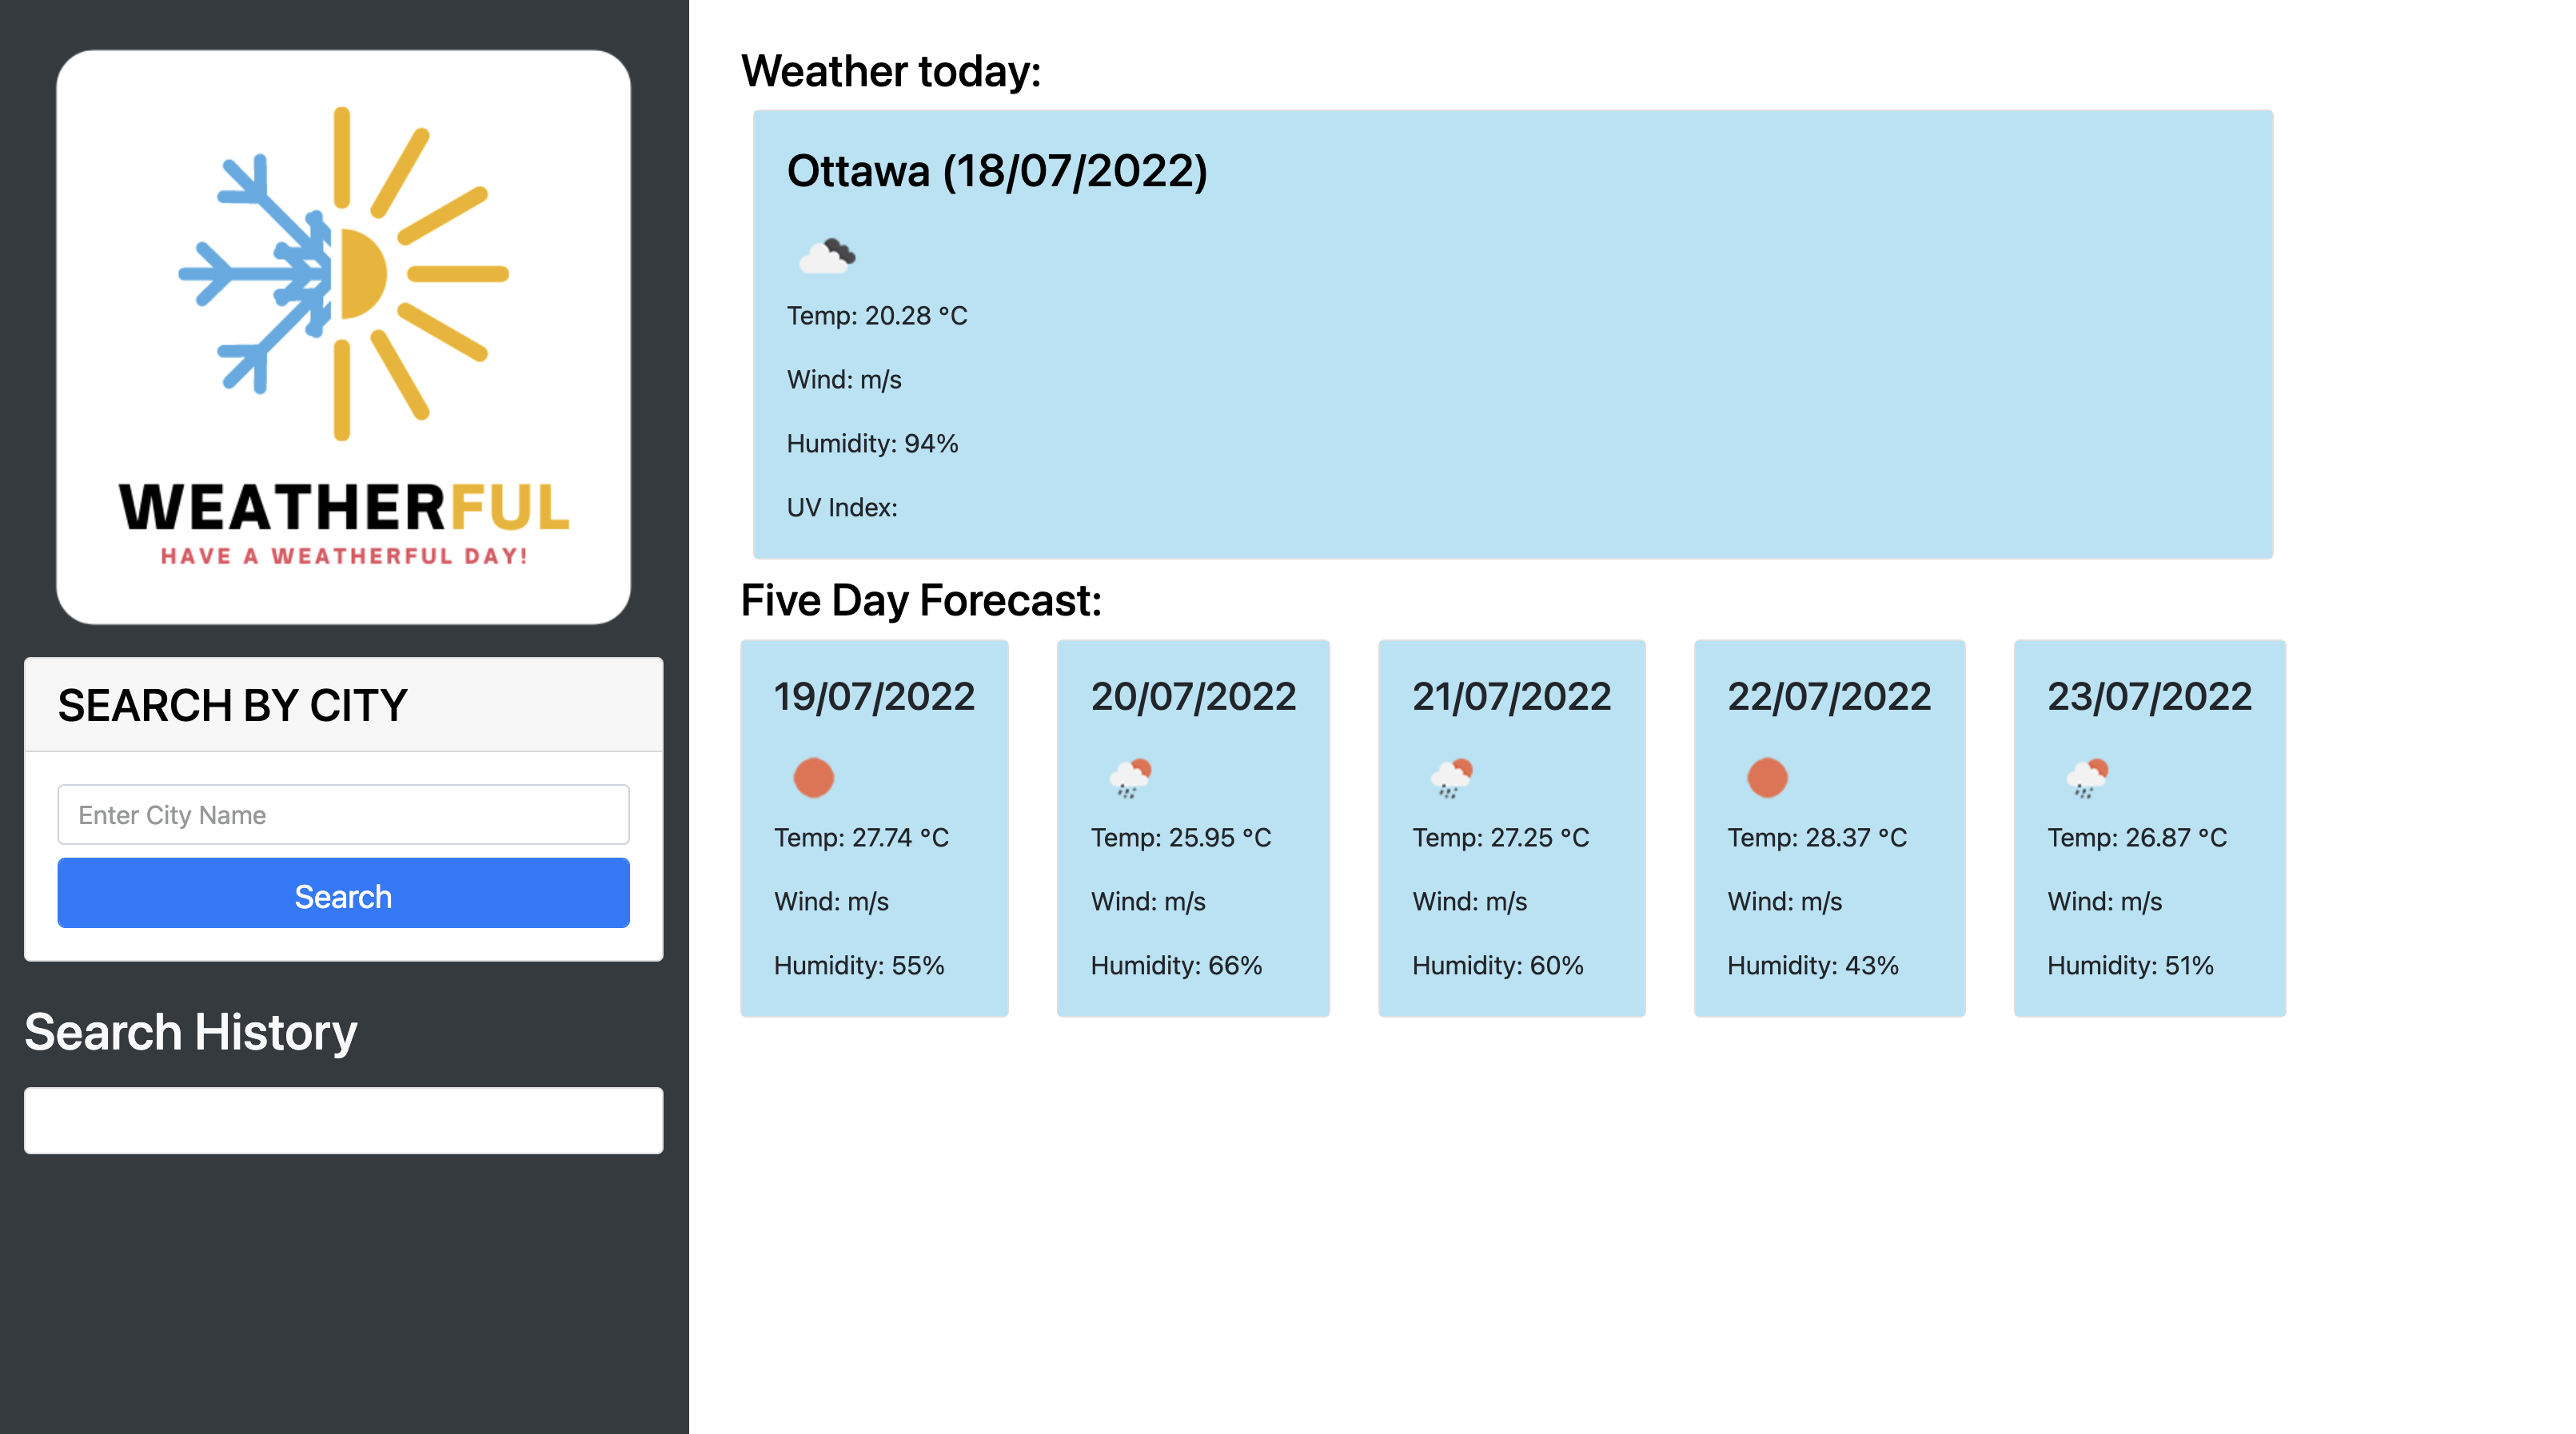 WEATHERFUL
HAVE A WEATHERFUL DAY!
SEARCH BY CITY
Enter City Name
Search
Search History
Weather today:
Ottawa (18/07/2022)
Temp: 20.28 °C
Wind: m/s
Humidity: 94%
UV Index:
Five Day Forecast:
19/07/2022
Temp: 27.74 °C
Wind: m/s
Humidity: 55%
20/07/2022
Temp: 25.95 °C
Wind: m/s
Humidity: 66%
21/07/2022
Temp: 27.25 °C
Wind: m/s
Humidity: 60%
22/07/2022
Temp: 28.37 °C
Wind: m/s
Humidity: 43%
23/07/2022
Temp: 26.87 °C
Wind: m/s
Humidity: 51%